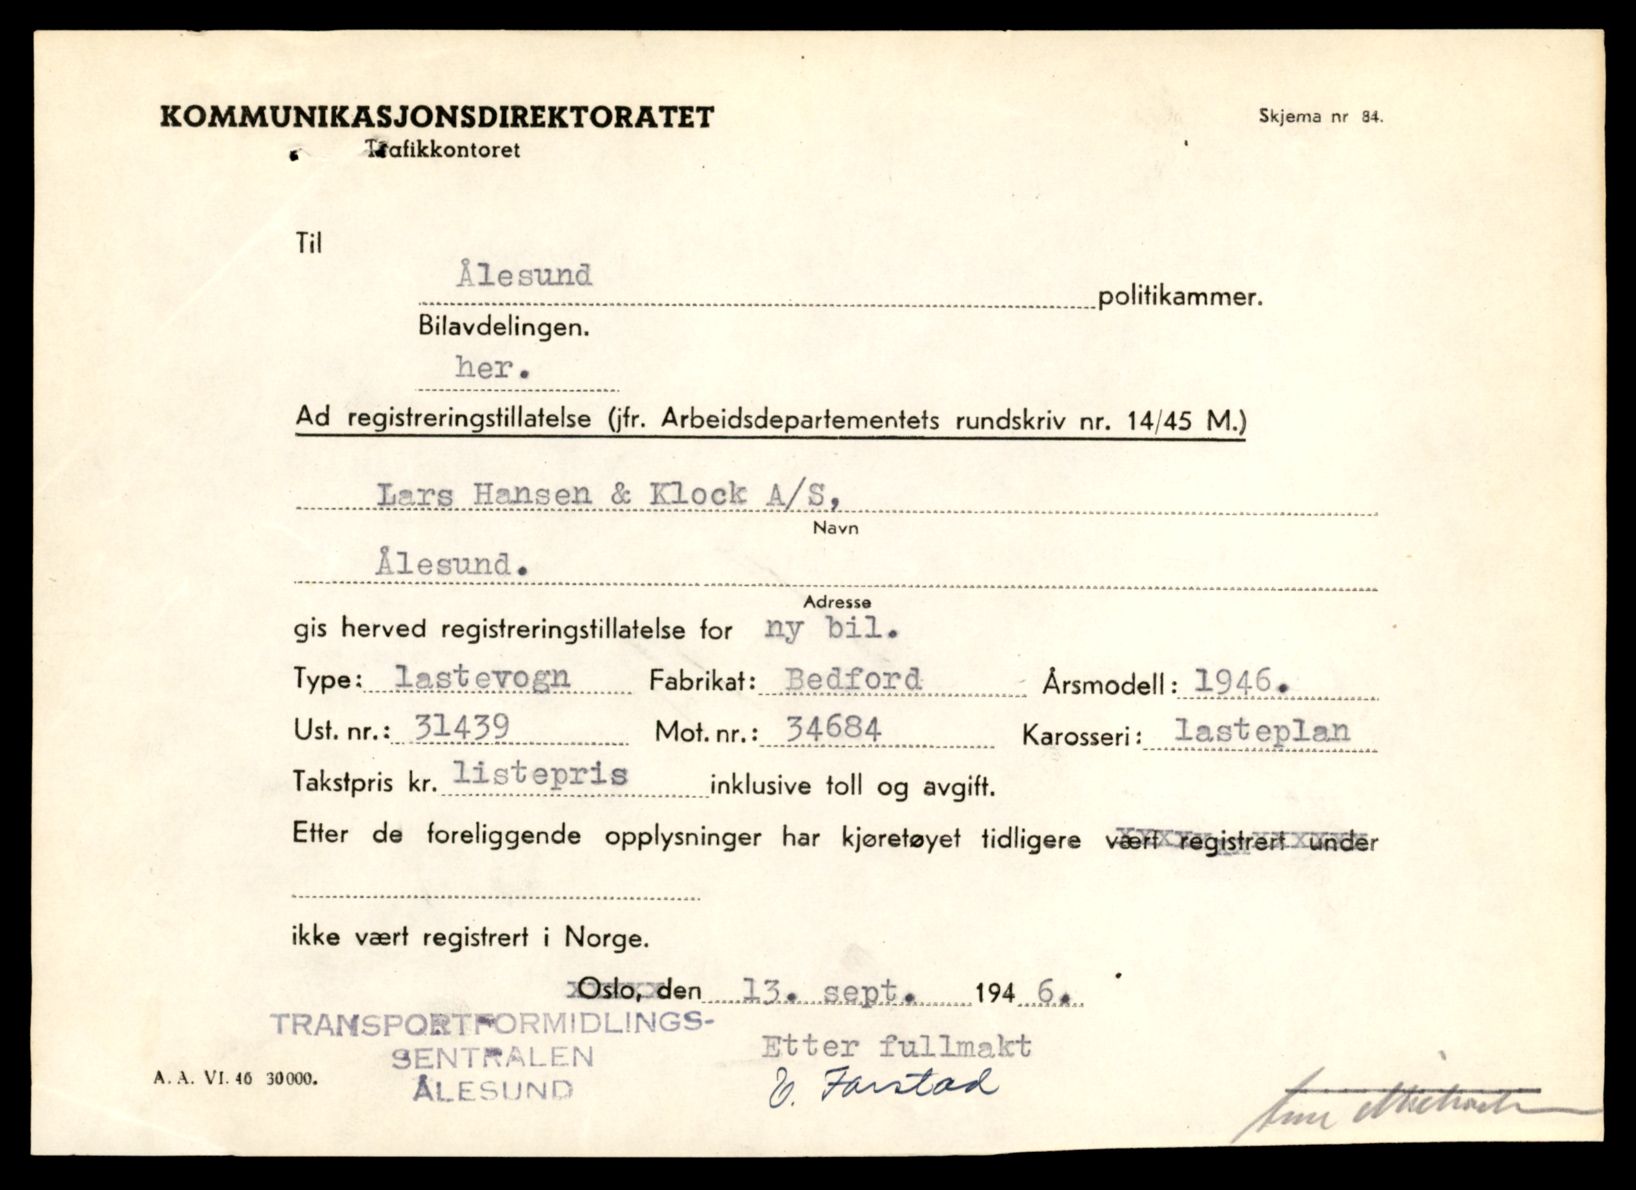 KOMMUNIKASJONSDIREKTORATET
Skjema nr 84.
Trafikkontoret
Til
Ålesund
politikammer.
Bilavdelingen.
her.
Ad registreringstillatelse (jfr. Arbeidsdepartementets rundskriv nr. 14/45 M.)
Lars Hansen & Klock A/S,
Navn
Ålesund.
Adresse
gis herved registreringstillatelse for ny bil.
Type: lastevogn Fabrikat: Bedford Årsmodell: 1946.
Ust. nr.: 31439 Mot. nr.: 34684 Karosseri: lasteplan
Takstpris kr. listepris inklusive toll og avgift.
Etter de foreliggende opplysninger har kjøretøyet tidligere vært registrert under
ikke vært registrert i Norge.
Oslo, den 13. sept. 1946.
TRANSPORTFORMIDLINGS-
SENTRALEN
ÅLESUND
Etter fullmakt
E. Farstad
A. A. VI. 46 30000.